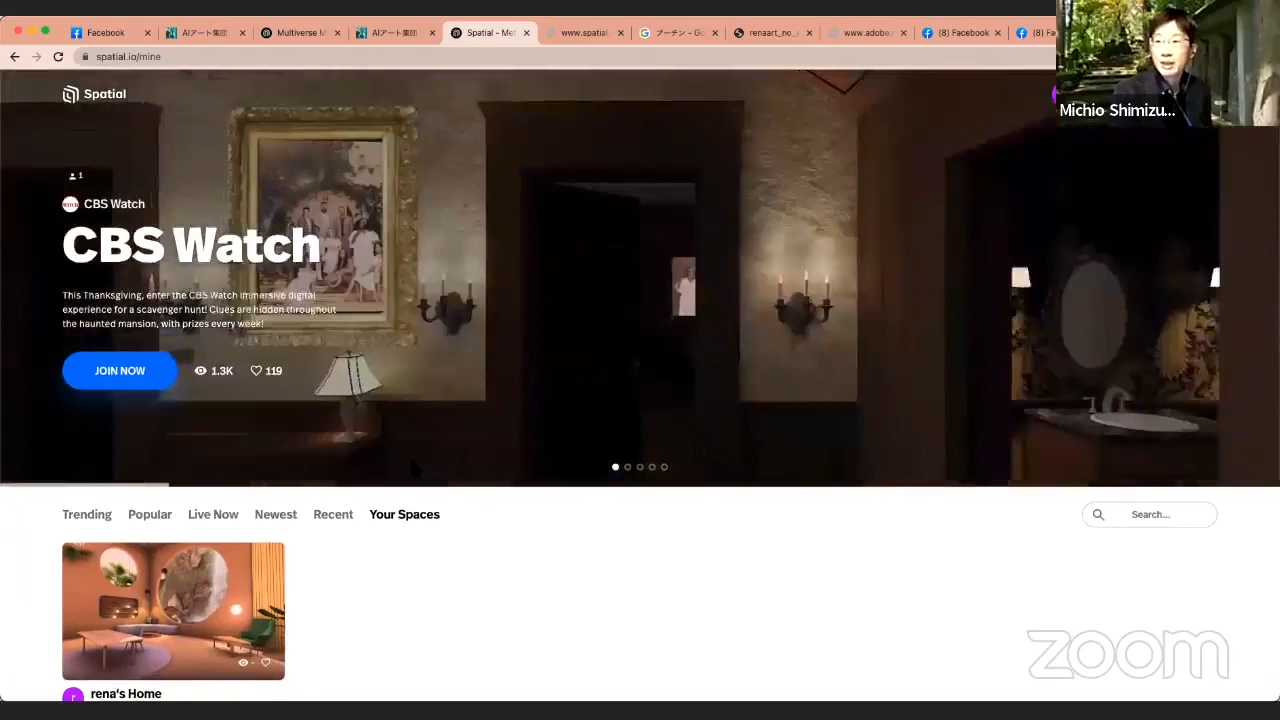 Facebook
AIアート集団
Multiverse M
AIアート集団
Spatial - Met
www.spatial.
プーチン - Go
renaart_no_
www.adobe.
(8) Facebook
(8) Fa
spatial.io/mine
Michio Shimizu...
Spatial
1
CBS Watch
CBS Watch
This Thanksgiving, enter the CBS Watch immersive digital
experience for a scavenger hunt! Clues are hidden throughout
the haunted mansion, with prizes every week!
JOIN NOW
1.3K
119
Trending
Popular
Live Now
Newest
Recent
Your Spaces
Search...
r
rena's Home
zoom